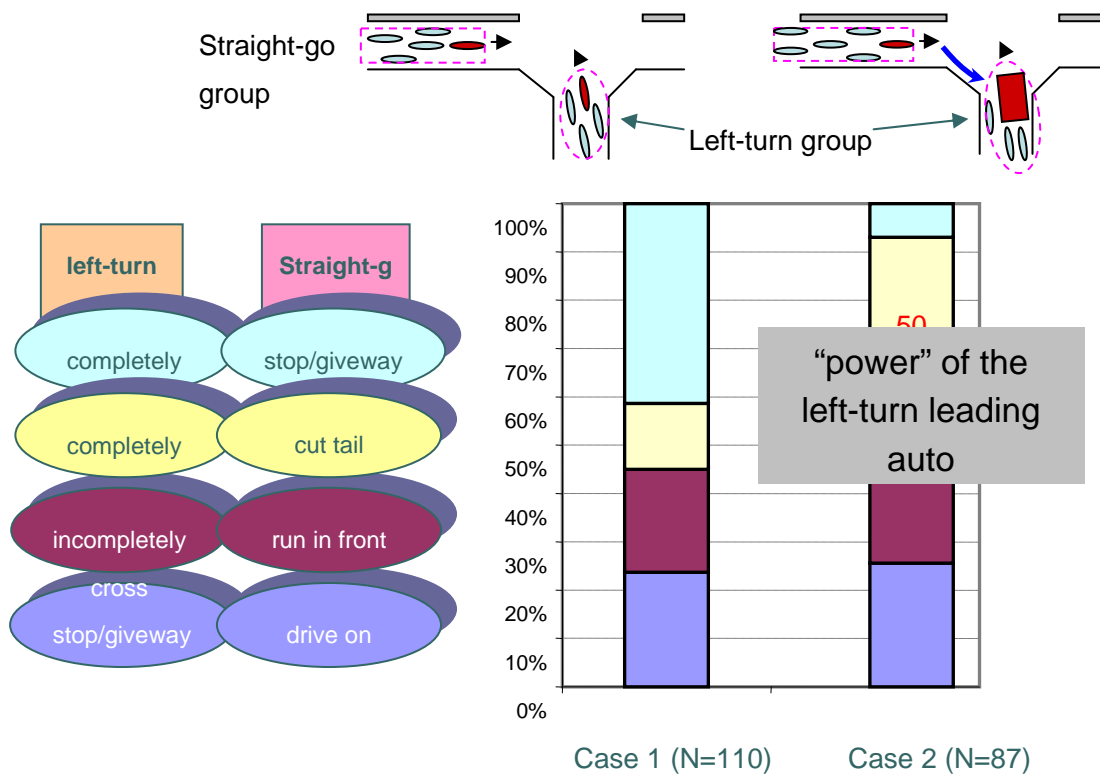 Straight-go
group
Left-turn group
left-turn
Straight-g
completely
stop/giveway
completely
cut tail
incompletely
run in front
cross
stop/giveway
drive on
100%
90%
80%
70%
60%
50%
40%
30%
20%
10%
0%
50
“power” of the
left-turn leading
auto
Case 1 (N=110)
Case 2 (N=87)